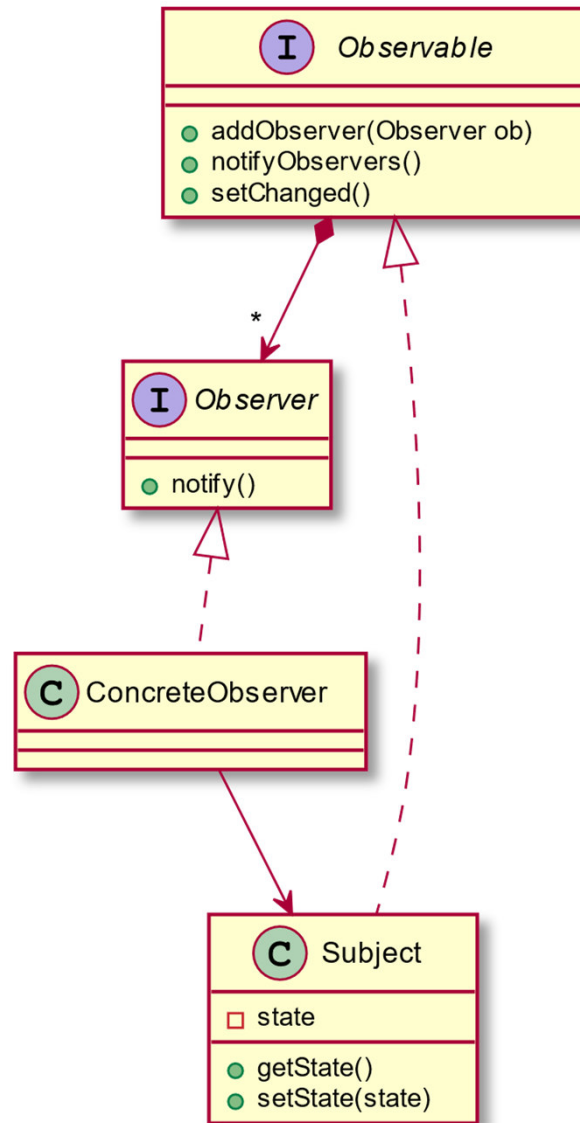 I Observable
addObserver(Observer ob)
notifyObservers()
setChanged()
*
I Observer
notify()
C ConcreteObserver
C Subject
state
getState()
setState(state)